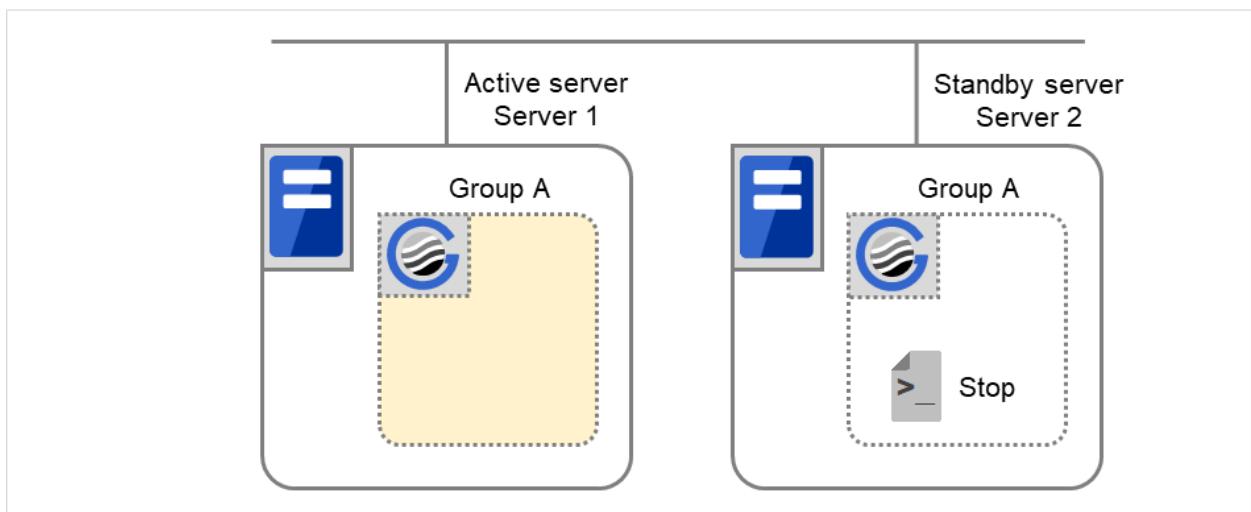 Active server
Server 1
Standby server
Server 2
Group A
Group A
>_
Stop